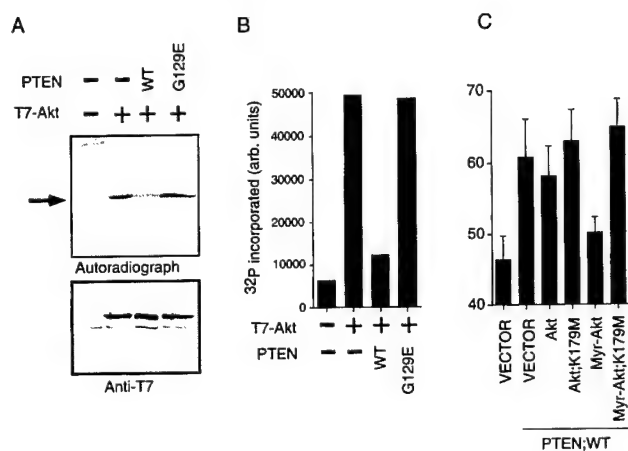 A
PTEN – – WT G129E
T7-Akt – + + +
Autoradiograph
Anti-T7
B
32P incorporated (arb. units)
50000
40000
30000
20000
10000
0
T7-Akt – + + +
PTEN – – WT G129E
C
70
60
50
40
VECTOR
VECTOR
Akt
Akt;K179M
Myr-Akt
Myr-Akt;K179M
PTEN;WT